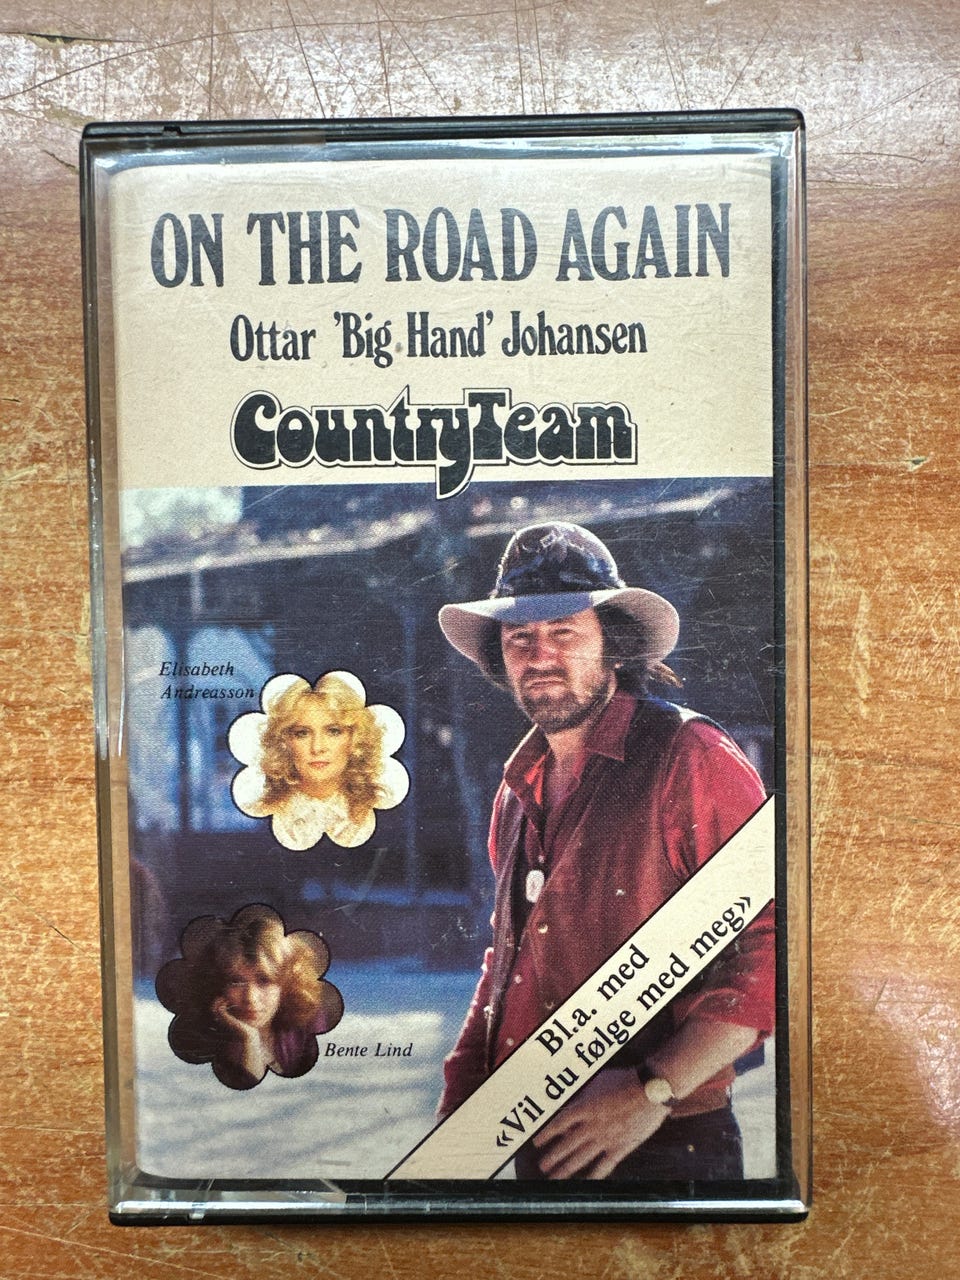 ON THE ROAD AGAIN
Ottar 'Big Hand' Johansen
CountryTeam
Elisabeth
Andreasson
Bente Lind
Bl.a. med
«Vil du følge med meg»